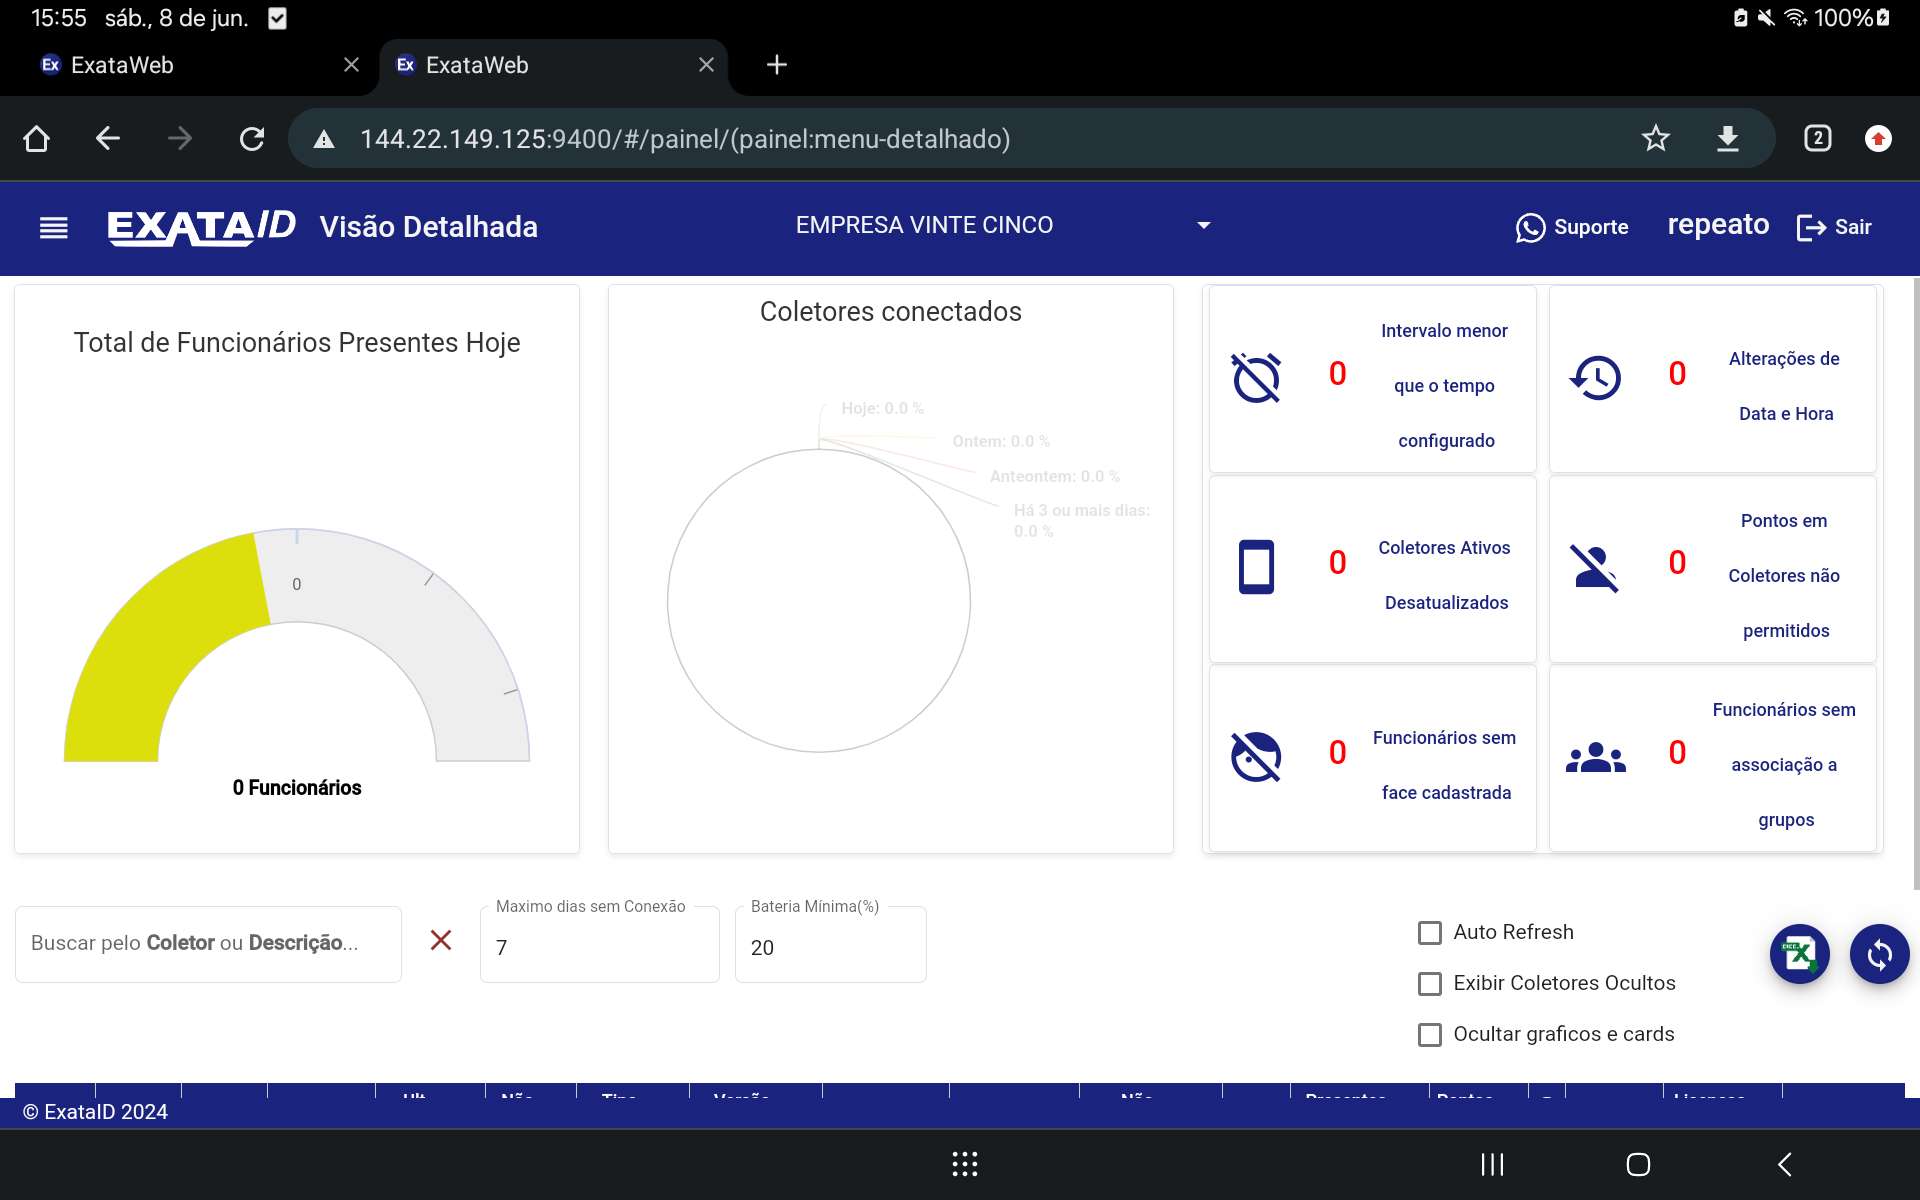 15:55 sáb., 8 de jun.
100%
Ex ExataWeb
Ex ExataWeb
144.22.149.125:9400/#/painel/(painel:menu-detalhado)
2
EXATAID Visão Detalhada
EMPRESA VINTE CINCO
Suporte
repeato
Sair
Total de Funcionários Presentes Hoje
0
0 Funcionários
Coletores conectados
Hoje: 0.0 %
Ontem: 0.0 %
Anteontem: 0.0 %
Há 3 ou mais dias:
0.0 %
0
Intervalo menor
que o tempo
configurado
0
Alterações de
Data e Hora
0
Coletores Ativos
Desatualizados
0
Pontos em
Coletores não
permitidos
0
Funcionários sem
face cadastrada
0
Funcionários sem
associação a
grupos
Buscar pelo Coletor ou Descrição...
Maximo dias sem Conexão
7
Bateria Mínima(%)
20
Auto Refresh
Exibir Coletores Ocultos
Ocultar graficos e cards
© ExataID 2024